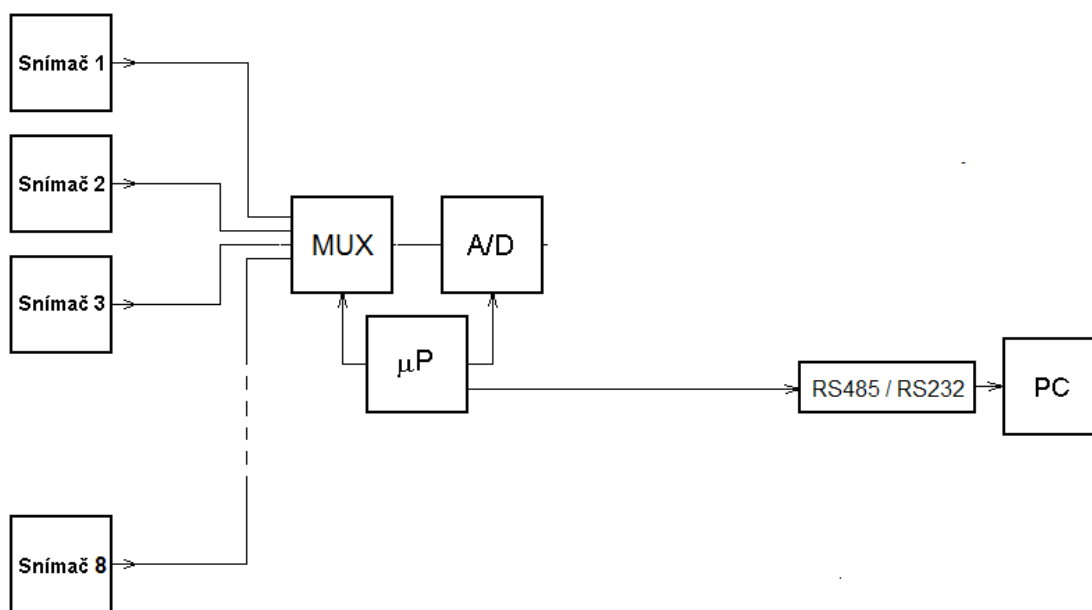 Snímač 1
Snímač 2
MUX
A/D
Snímač 3
μP
RS485 / RS232
PC
Snímač 8